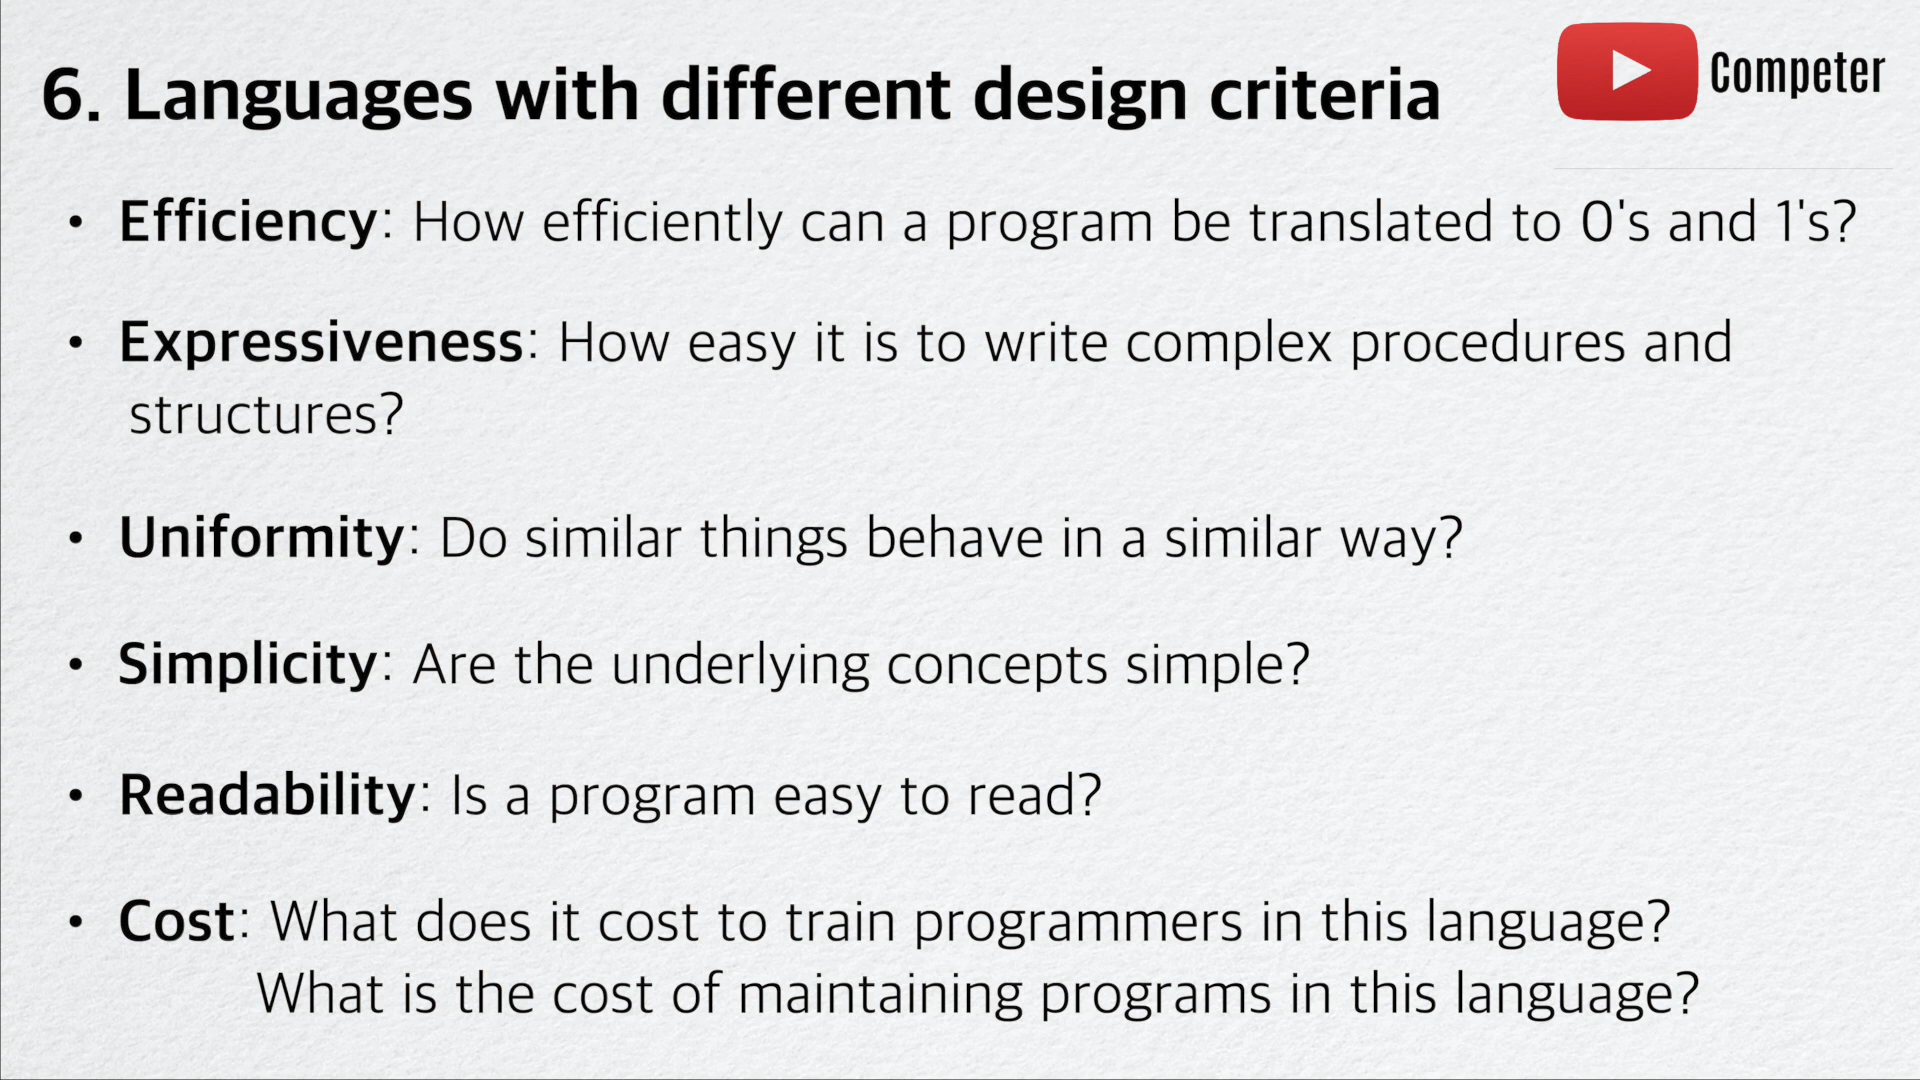 6. Languages with different design criteria
Competer
• Efficiency: How efficiently can a program be translated to 0's and 1's?
• Expressiveness: How easy it is to write complex procedures and
structures?
• Uniformity: Do similar things behave in a similar way?
• Simplicity: Are the underlying concepts simple?
• Readability: Is a program easy to read?
• Cost: What does it cost to train programmers in this language?
What is the cost of maintaining programs in this language?